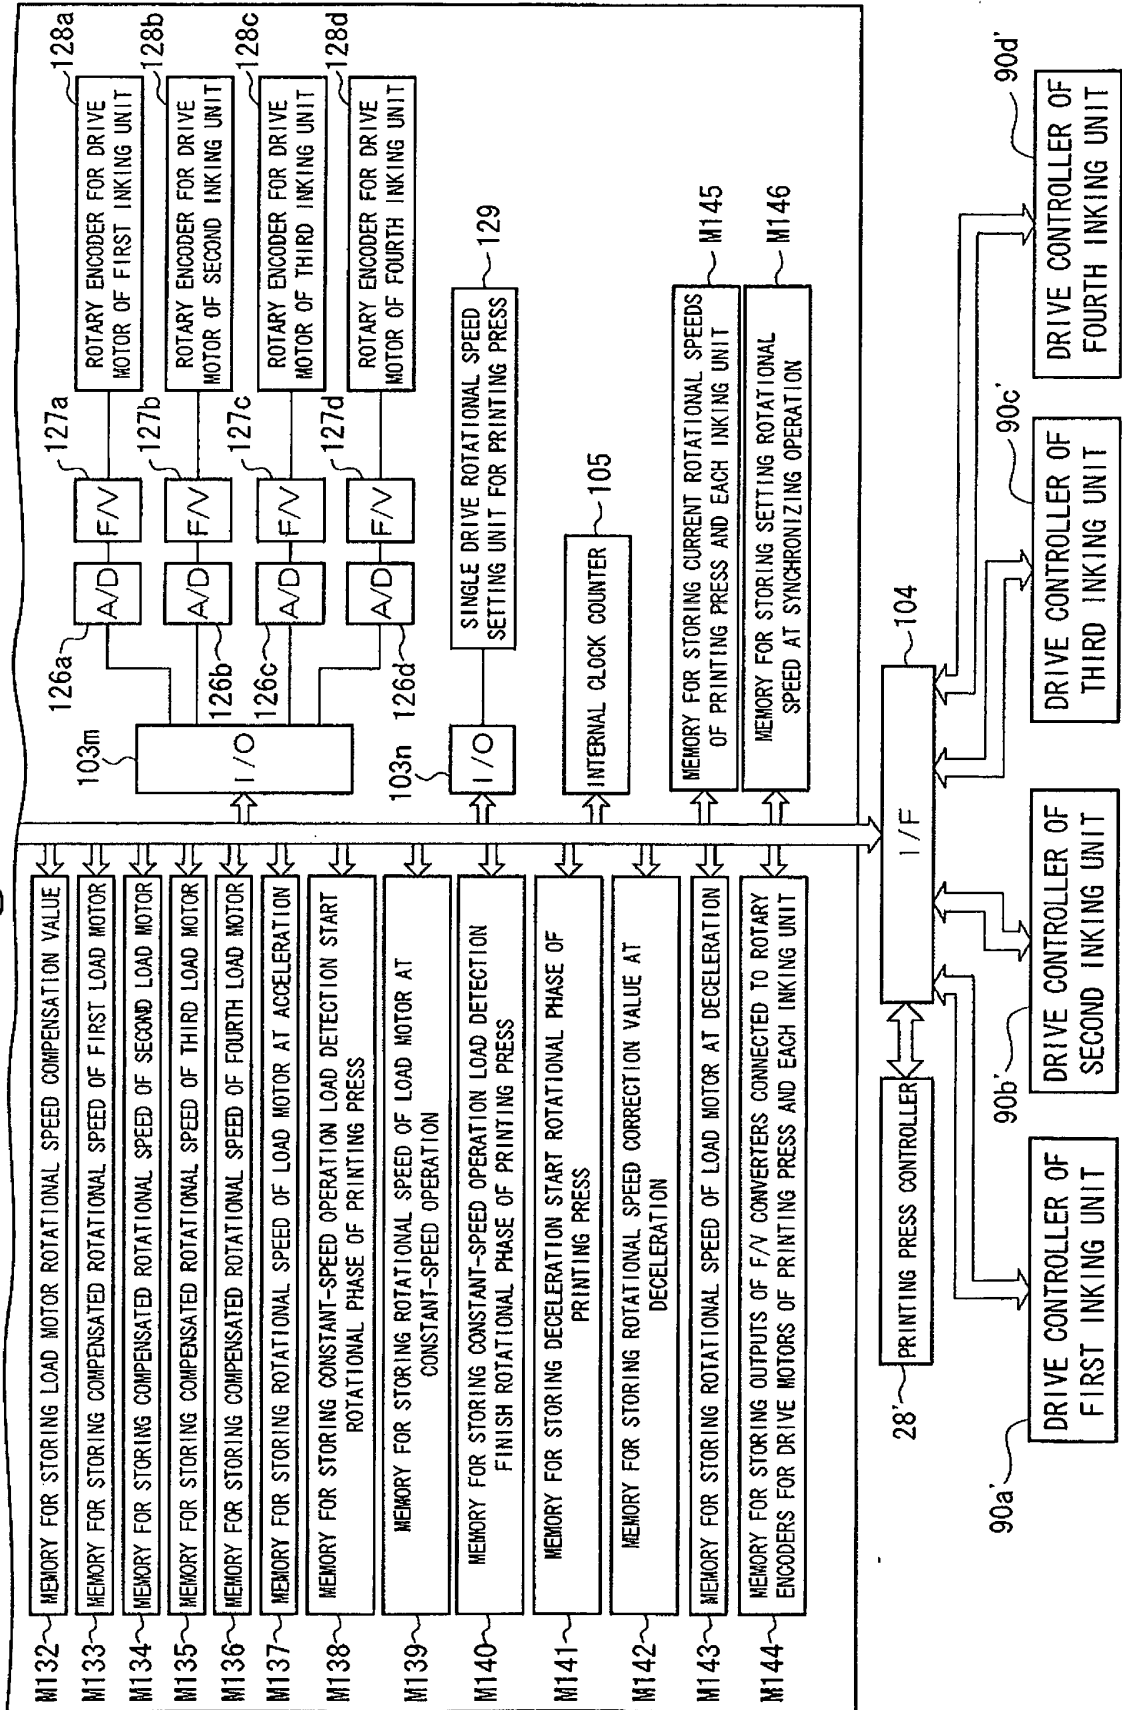 M132
MEMORY FOR STORING LOAD MOTOR ROTATIONAL SPEED COMPENSATION VALUE
M133
MEMORY FOR STORING COMPENSATED ROTATIONAL SPEED OF FIRST LOAD MOTOR
M134
MEMORY FOR STORING COMPENSATED ROTATIONAL SPEED OF SECOND LOAD MOTOR
M135
MEMORY FOR STORING COMPENSATED ROTATIONAL SPEED OF THIRD LOAD MOTOR
M136
MEMORY FOR STORING COMPENSATED ROTATIONAL SPEED OF FOURTH LOAD MOTOR
M137
MEMORY FOR STORING ROTATIONAL SPEED OF LOAD MOTOR AT ACCELERATION
M138
MEMORY FOR STORING CONSTANT-SPEED OPERATION LOAD DETECTION START
ROTATIONAL PHASE OF PRINTING PRESS
M139
MEMORY FOR STORING ROTATIONAL SPEED OF LOAD MOTOR AT
CONSTANT-SPEED OPERATION
M140
MEMORY FOR STORING CONSTANT-SPEED OPERATION LOAD DETECTION
FINISH ROTATIONAL PHASE OF PRINTING PRESS
M141
MEMORY FOR STORING DECELERATION START ROTATIONAL PHASE OF
PRINTING PRESS
M142
MEMORY FOR STORING ROTATIONAL SPEED CORRECTION VALUE AT
DECELERATION
M143
MEMORY FOR STORING ROTATIONAL SPEED OF LOAD MOTOR AT DECELERATION
M144
MEMORY FOR STORING OUTPUTS OF F/V CONVERTERS CONNECTED TO ROTARY
ENCODERS FOR DRIVE MOTORS OF PRINTING PRESS AND EACH INKING UNIT
103m
I/O
126a
A/D
127a
F/V
128a
ROTARY ENCODER FOR DRIVE
MOTOR OF FIRST INKING UNIT
126b
A/D
127b
F/V
128b
ROTARY ENCODER FOR DRIVE
MOTOR OF SECOND INKING UNIT
126c
A/D
127c
F/V
128c
ROTARY ENCODER FOR DRIVE
MOTOR OF THIRD INKING UNIT
126d
A/D
127d
F/V
128d
ROTARY ENCODER FOR DRIVE
MOTOR OF FOURTH INKING UNIT
103n
I/O
129
SINGLE DRIVE ROTATIONAL SPEED
SETTING UNIT FOR PRINTING PRESS
105
INTERNAL CLOCK COUNTER
M145
MEMORY FOR STORING CURRENT ROTATIONAL SPEEDS
OF PRINTING PRESS AND EACH INKING UNIT
M146
MEMORY FOR STORING SETTING ROTATIONAL
SPEED AT SYNCHRONIZING OPERATION
28'
PRINTING PRESS CONTROLLER
104
I/F
90a'
DRIVE CONTROLLER OF
FIRST INKING UNIT
90b'
DRIVE CONTROLLER OF
SECOND INKING UNIT
90c'
DRIVE CONTROLLER OF
THIRD INKING UNIT
90d'
DRIVE CONTROLLER OF
FOURTH INKING UNIT